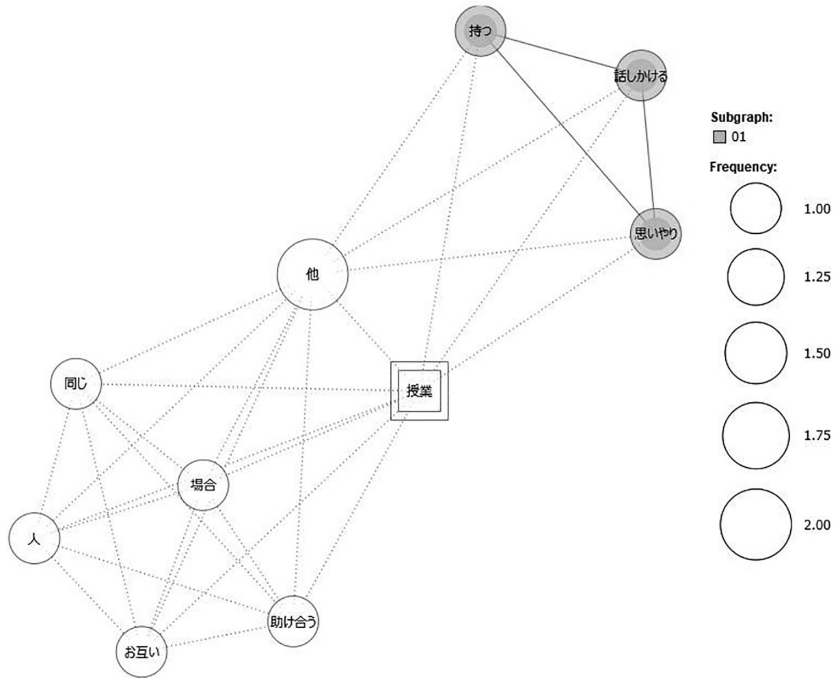 持つ
話しかける
思いやり
他
授業
同じ
場合
人
助け合う
お互い
Subgraph:
01
Frequency:
1.00
1.25
1.50
1.75
2.00